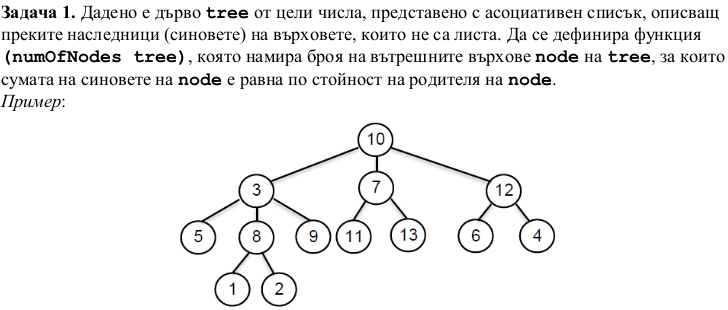 Задача 1. Дадено е дърво tree от цели числа, представено с асоциативен списък, описващ
преките наследници (синовете) на върховете, които не са листа. Да се дефинира функция
(numOfNodes tree), която намира броя на вътрешните върхове node на tree, за които
сумата на синовете на node е равна по стойност на родителя на node.
Пример:
10
3 7 12
5 8 9 11 13 6 4
1 2